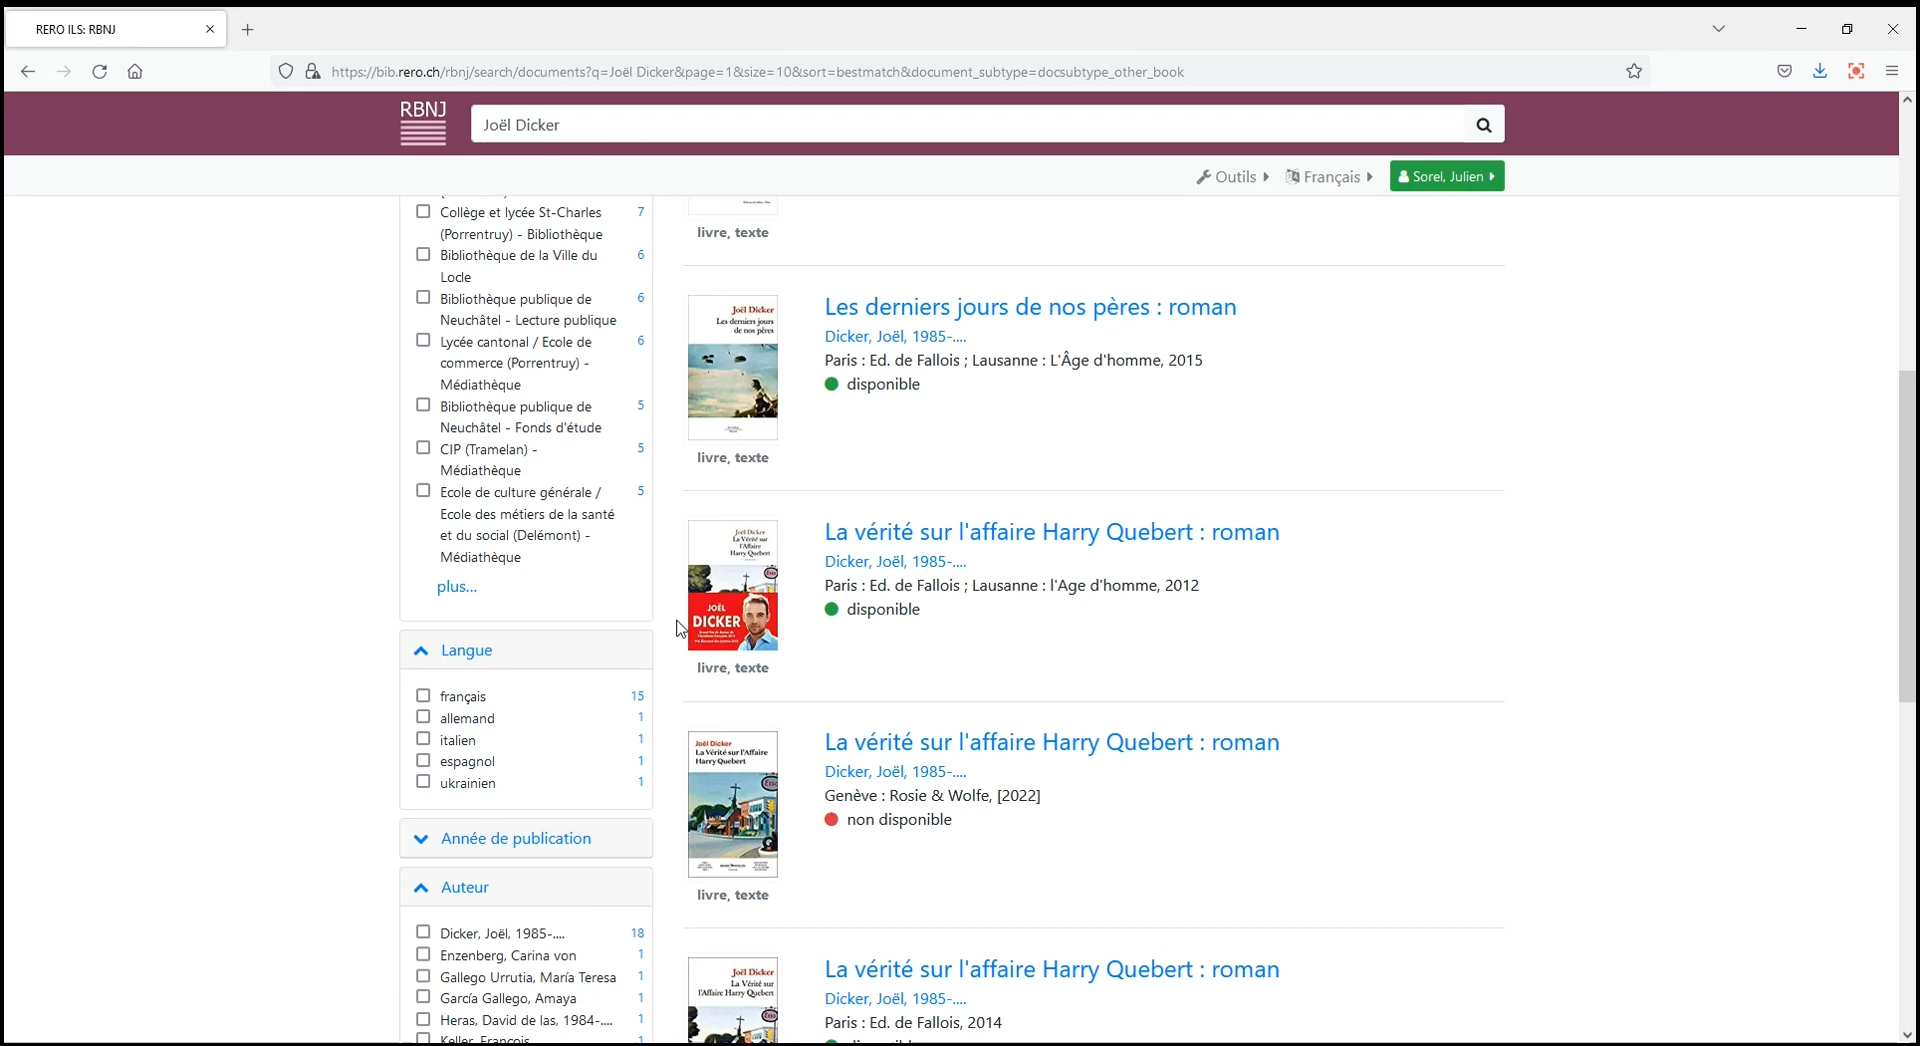 RERO ILS: RBNJ
https://bib.rero.ch/rbnj/search/documents?q=Joël Dicker&page=1&size=10&sort=bestmatch&document_subtype=docsubtype_other_book
RBNJ
Joël Dicker
Outils
Français
Sorel, Julien
Collège et lycée St-Charles 7
(Porrentruy) - Bibliothèque
Bibliothèque de la Ville du 6
Locle
Bibliothèque publique de 6
Neuchâtel - Lecture publique
Lycée cantonal / Ecole de 6
commerce (Porrentruy) -
Médiathèque
Bibliothèque publique de 5
Neuchâtel - Fonds d'étude
CIP (Tramelan) - 5
Médiathèque
Ecole de culture générale / 5
Ecole des métiers de la santé
et du social (Delémont) -
Médiathèque
plus...
Langue
français 15
allemand 1
italien 1
espagnol 1
ukrainien 1
Année de publication
Auteur
Dicker, Joël, 1985-.... 18
Enzenberg, Carina von 1
Gallego Urrutia, María Teresa 1
García Gallego, Amaya 1
Heras, David de las, 1984-.... 1
Keller, François 1
livre, texte
Joël Dicker
Les derniers jours
de nos pères
livre, texte
Les derniers jours de nos pères : roman
Dicker, Joël, 1985-....
Paris : Ed. de Fallois ; Lausanne : L'Âge d'homme, 2015
disponible
Joël Dicker
La Vérité sur
l'Affaire
Harry Quebert
JOËL
DICKER
livre, texte
La vérité sur l'affaire Harry Quebert : roman
Dicker, Joël, 1985-....
Paris : Ed. de Fallois ; Lausanne : l'Age d'homme, 2012
disponible
Joël Dicker
La Vérité sur l'Affaire
Harry Quebert
livre, texte
La vérité sur l'affaire Harry Quebert : roman
Dicker, Joël, 1985-....
Genève : Rosie & Wolfe, [2022]
non disponible
Joël Dicker
La Vérité sur
l'Affaire Harry Quebert
La vérité sur l'affaire Harry Quebert : roman
Dicker, Joël, 1985-....
Paris : Ed. de Fallois, 2014